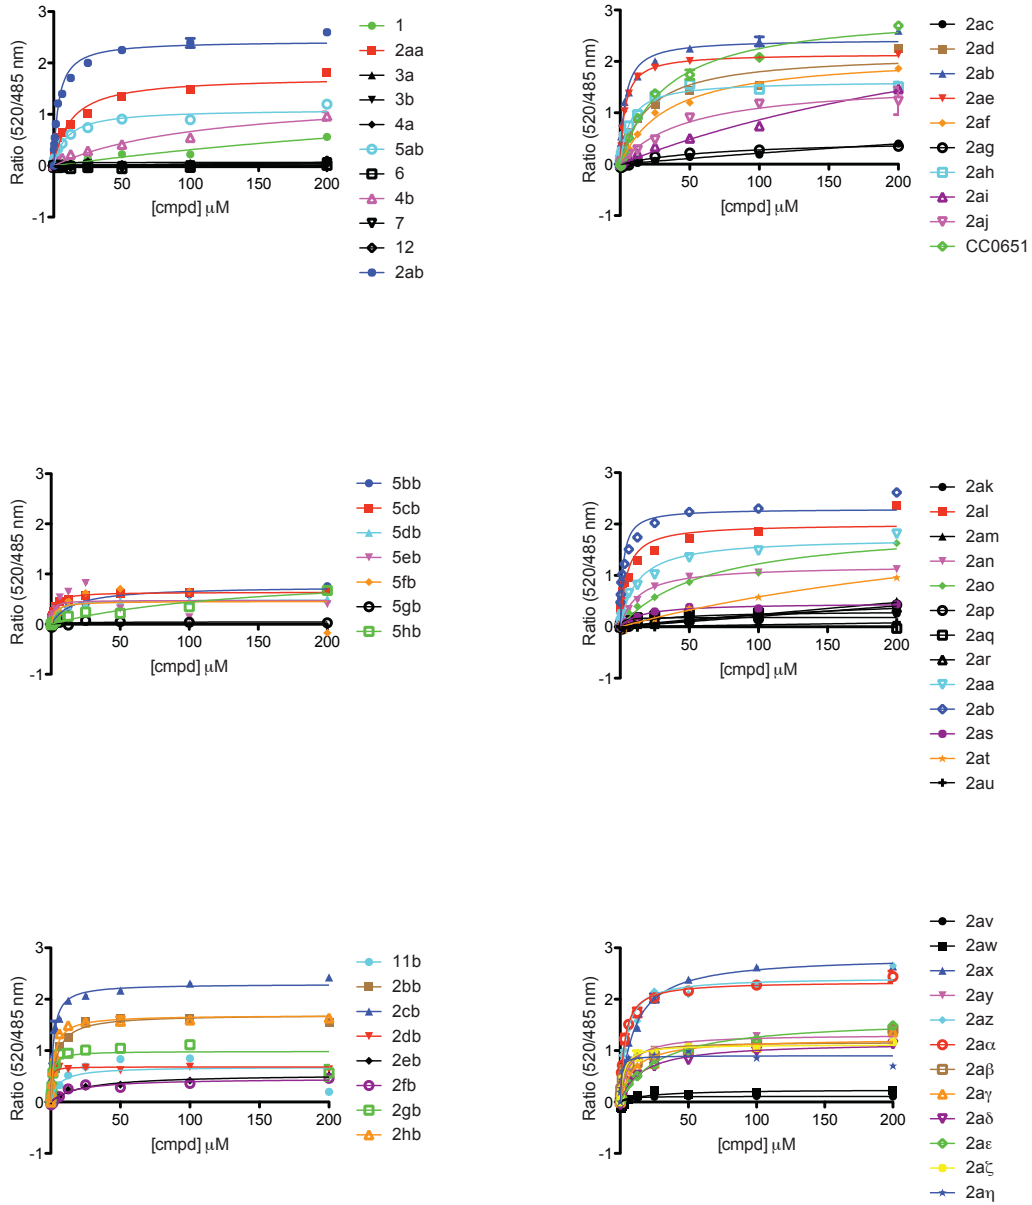 3
2
1
0
-1
50
100
150
200
Ratio (520/485 nm)
[cmpd] μM
1
2aa
3a
3b
4a
5ab
6
4b
7
12
2ab
3
2
1
0
-1
50
100
150
200
Ratio (520/485 nm)
[cmpd] μM
2ac
2ad
2ab
2ae
2af
2ag
2ah
2ai
2aj
CC0651
3
2
1
0
-1
50
100
150
200
Ratio (520/485 nm)
[cmpd] μM
5bb
5cb
5db
5eb
5fb
5gb
5hb
3
2
1
0
-1
50
100
150
200
Ratio (520/485 nm)
[cmpd] μM
2ak
2al
2am
2an
2ao
2ap
2aq
2ar
2aa
2ab
2as
2at
2au
3
2
1
0
-1
50
100
150
200
Ratio (520/485 nm)
[cmpd] μM
11b
2bb
2cb
2db
2eb
2fb
2gb
2hb
3
2
1
0
-1
50
100
150
200
Ratio (520/485 nm)
[cmpd] μM
2av
2aw
2ax
2ay
2az
2aα
2aβ
2aγ
2aδ
2aε
2aζ
2aη